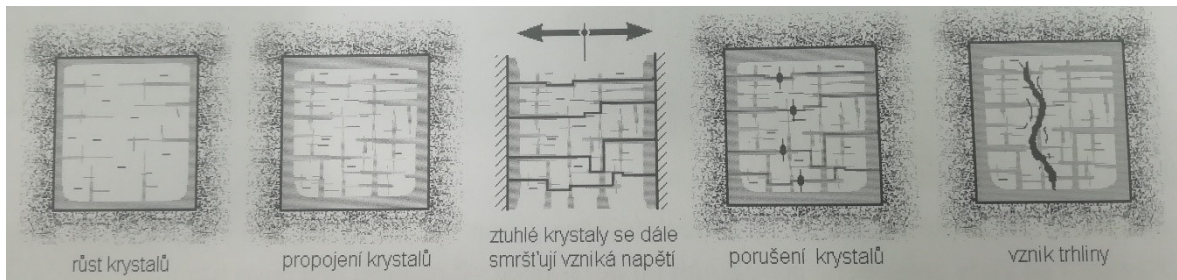 růst krystalů
propojení krystalů
ztuhlé krystaly se dále
smršťují vzniká napětí
porušení krystalů
vznik trhliny